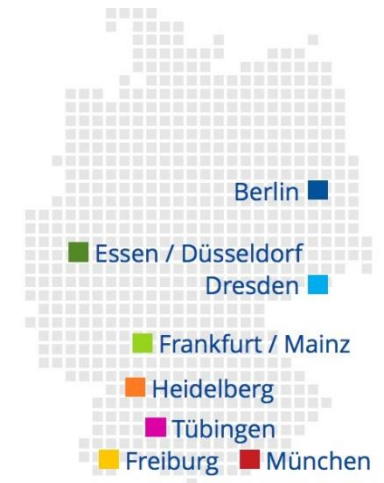 Berlin
Essen / Düsseldorf
Dresden
Frankfurt / Mainz
Heidelberg
Tübingen
Freiburg München